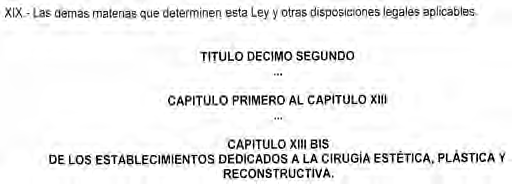 XIX.- Las demás materias que determinen esta Ley y otras disposiciones legales aplicables.
TITULO DECIMO SEGUNDO
...
CAPITULO PRIMERO AL CAPITULO XIII
...
CAPITULO XIII BIS
DE LOS ESTABLECIMIENTOS DEDICADOS A LA CIRUGÍA ESTÉTICA, PLÁSTICA Y
RECONSTRUCTIVA.